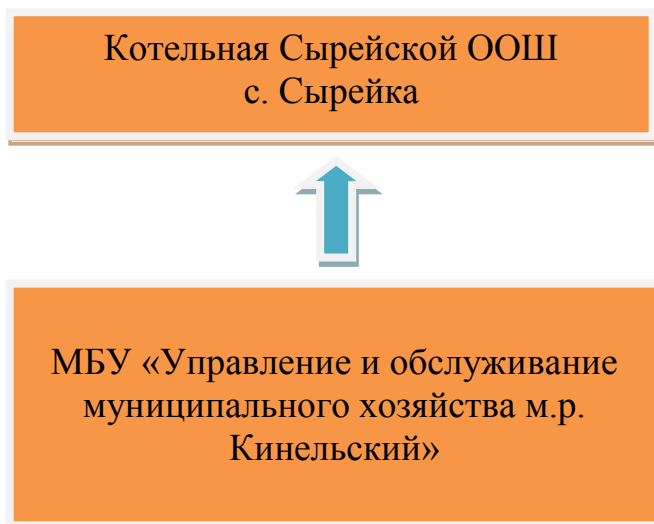 Котельная Сырейской ООШ
с. Сырейка
МБУ «Управление и обслуживание
муниципального хозяйства м.р.
Кинельский»